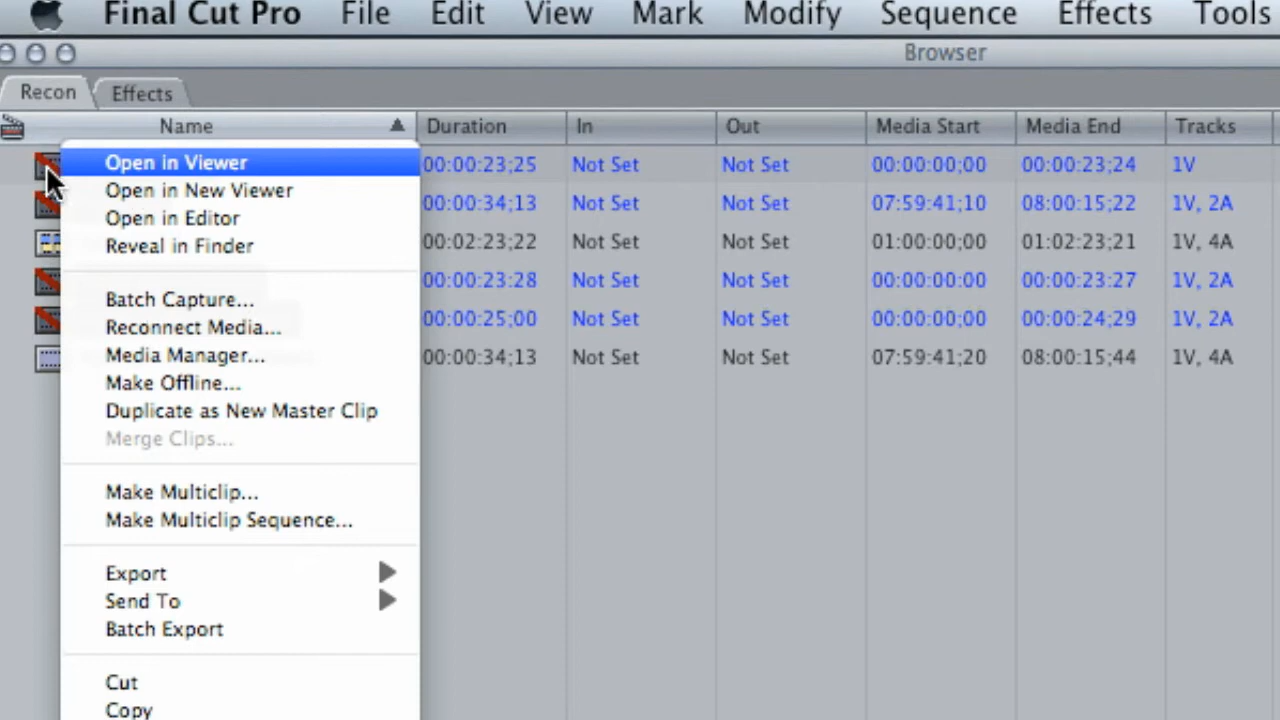 Final Cut Pro File Edit View Mark Modify Sequence Effects Tools
Browser
Recon Effects
Name Duration In Out Media Start Media End Tracks
Open in Viewer 00:00:23;25 Not Set Not Set 00:00:00;00 00:00:23;24 1V
Open in New Viewer
00:00:34;13 Not Set Not Set 07:59:41;10 08:00:15;22 1V, 2A
Open in Editor
Reveal in Finder 00:02:23;22 Not Set Not Set 01:00:00;00 01:02:23;21 1V, 4A
00:00:23:28 Not Set Not Set 00:00:00:00 00:00:23:27 1V, 2A
Batch Capture...
Reconnect Media... 00:00:25;00 Not Set Not Set 00:00:00;00 00:00:24;29 1V, 2A
Media Manager... 00:00:34;13 Not Set Not Set 07:59:41;20 08:00:15;44 1V, 4A
Make Offline...
Duplicate as New Master Clip
Merge Clips...
Make Multiclip...
Make Multiclip Sequence...
Export
Send To
Batch Export
Cut
Copy